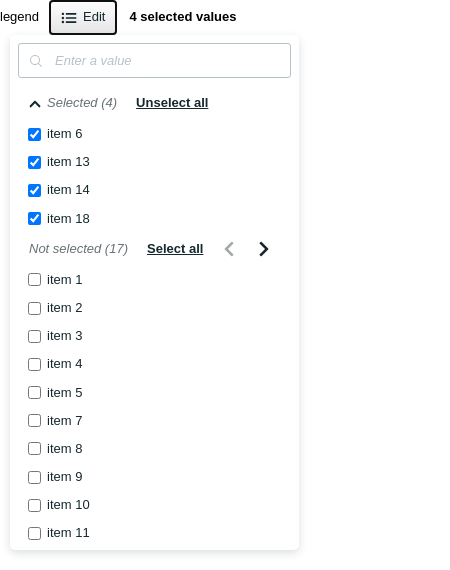 legend Edit 4 selected values
Enter a value
Selected (4) Unselect all
item 6
item 13
item 14
item 18
Not selected (17) Select all
item 1
item 2
item 3
item 4
item 5
item 7
item 8
item 9
item 10
item 11